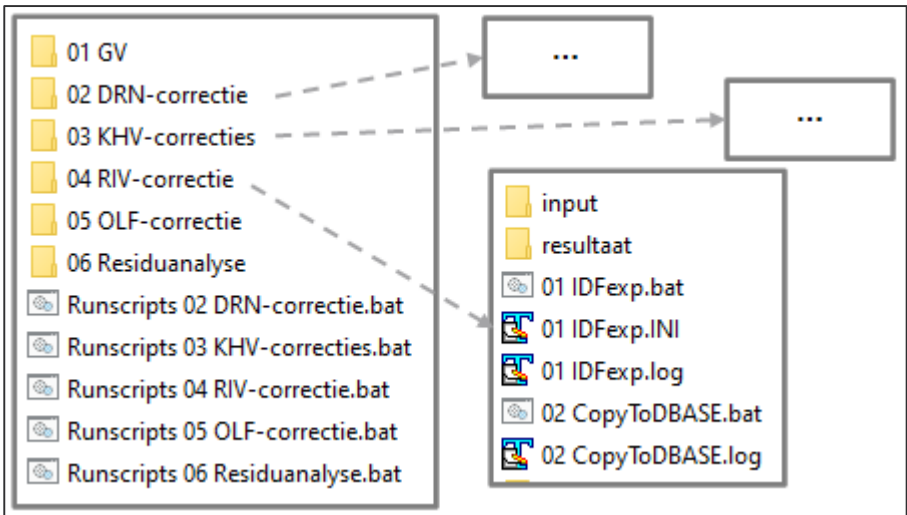 01 GV
02 DRN-correctie
03 KHV-correcties
04 RIV-correctie
05 OLF-correctie
06 Residuanalyse
Runscripts 02 DRN-correctie.bat
Runscripts 03 KHV-correcties.bat
Runscripts 04 RIV-correctie.bat
Runscripts 05 OLF-correctie.bat
Runscripts 06 Residuanalyse.bat
...
...
input
resultaat
01 IDFexp.bat
01 IDFexp.INI
01 IDFexp.log
02 CopyToDBASE.bat
02 CopyToDBASE.log